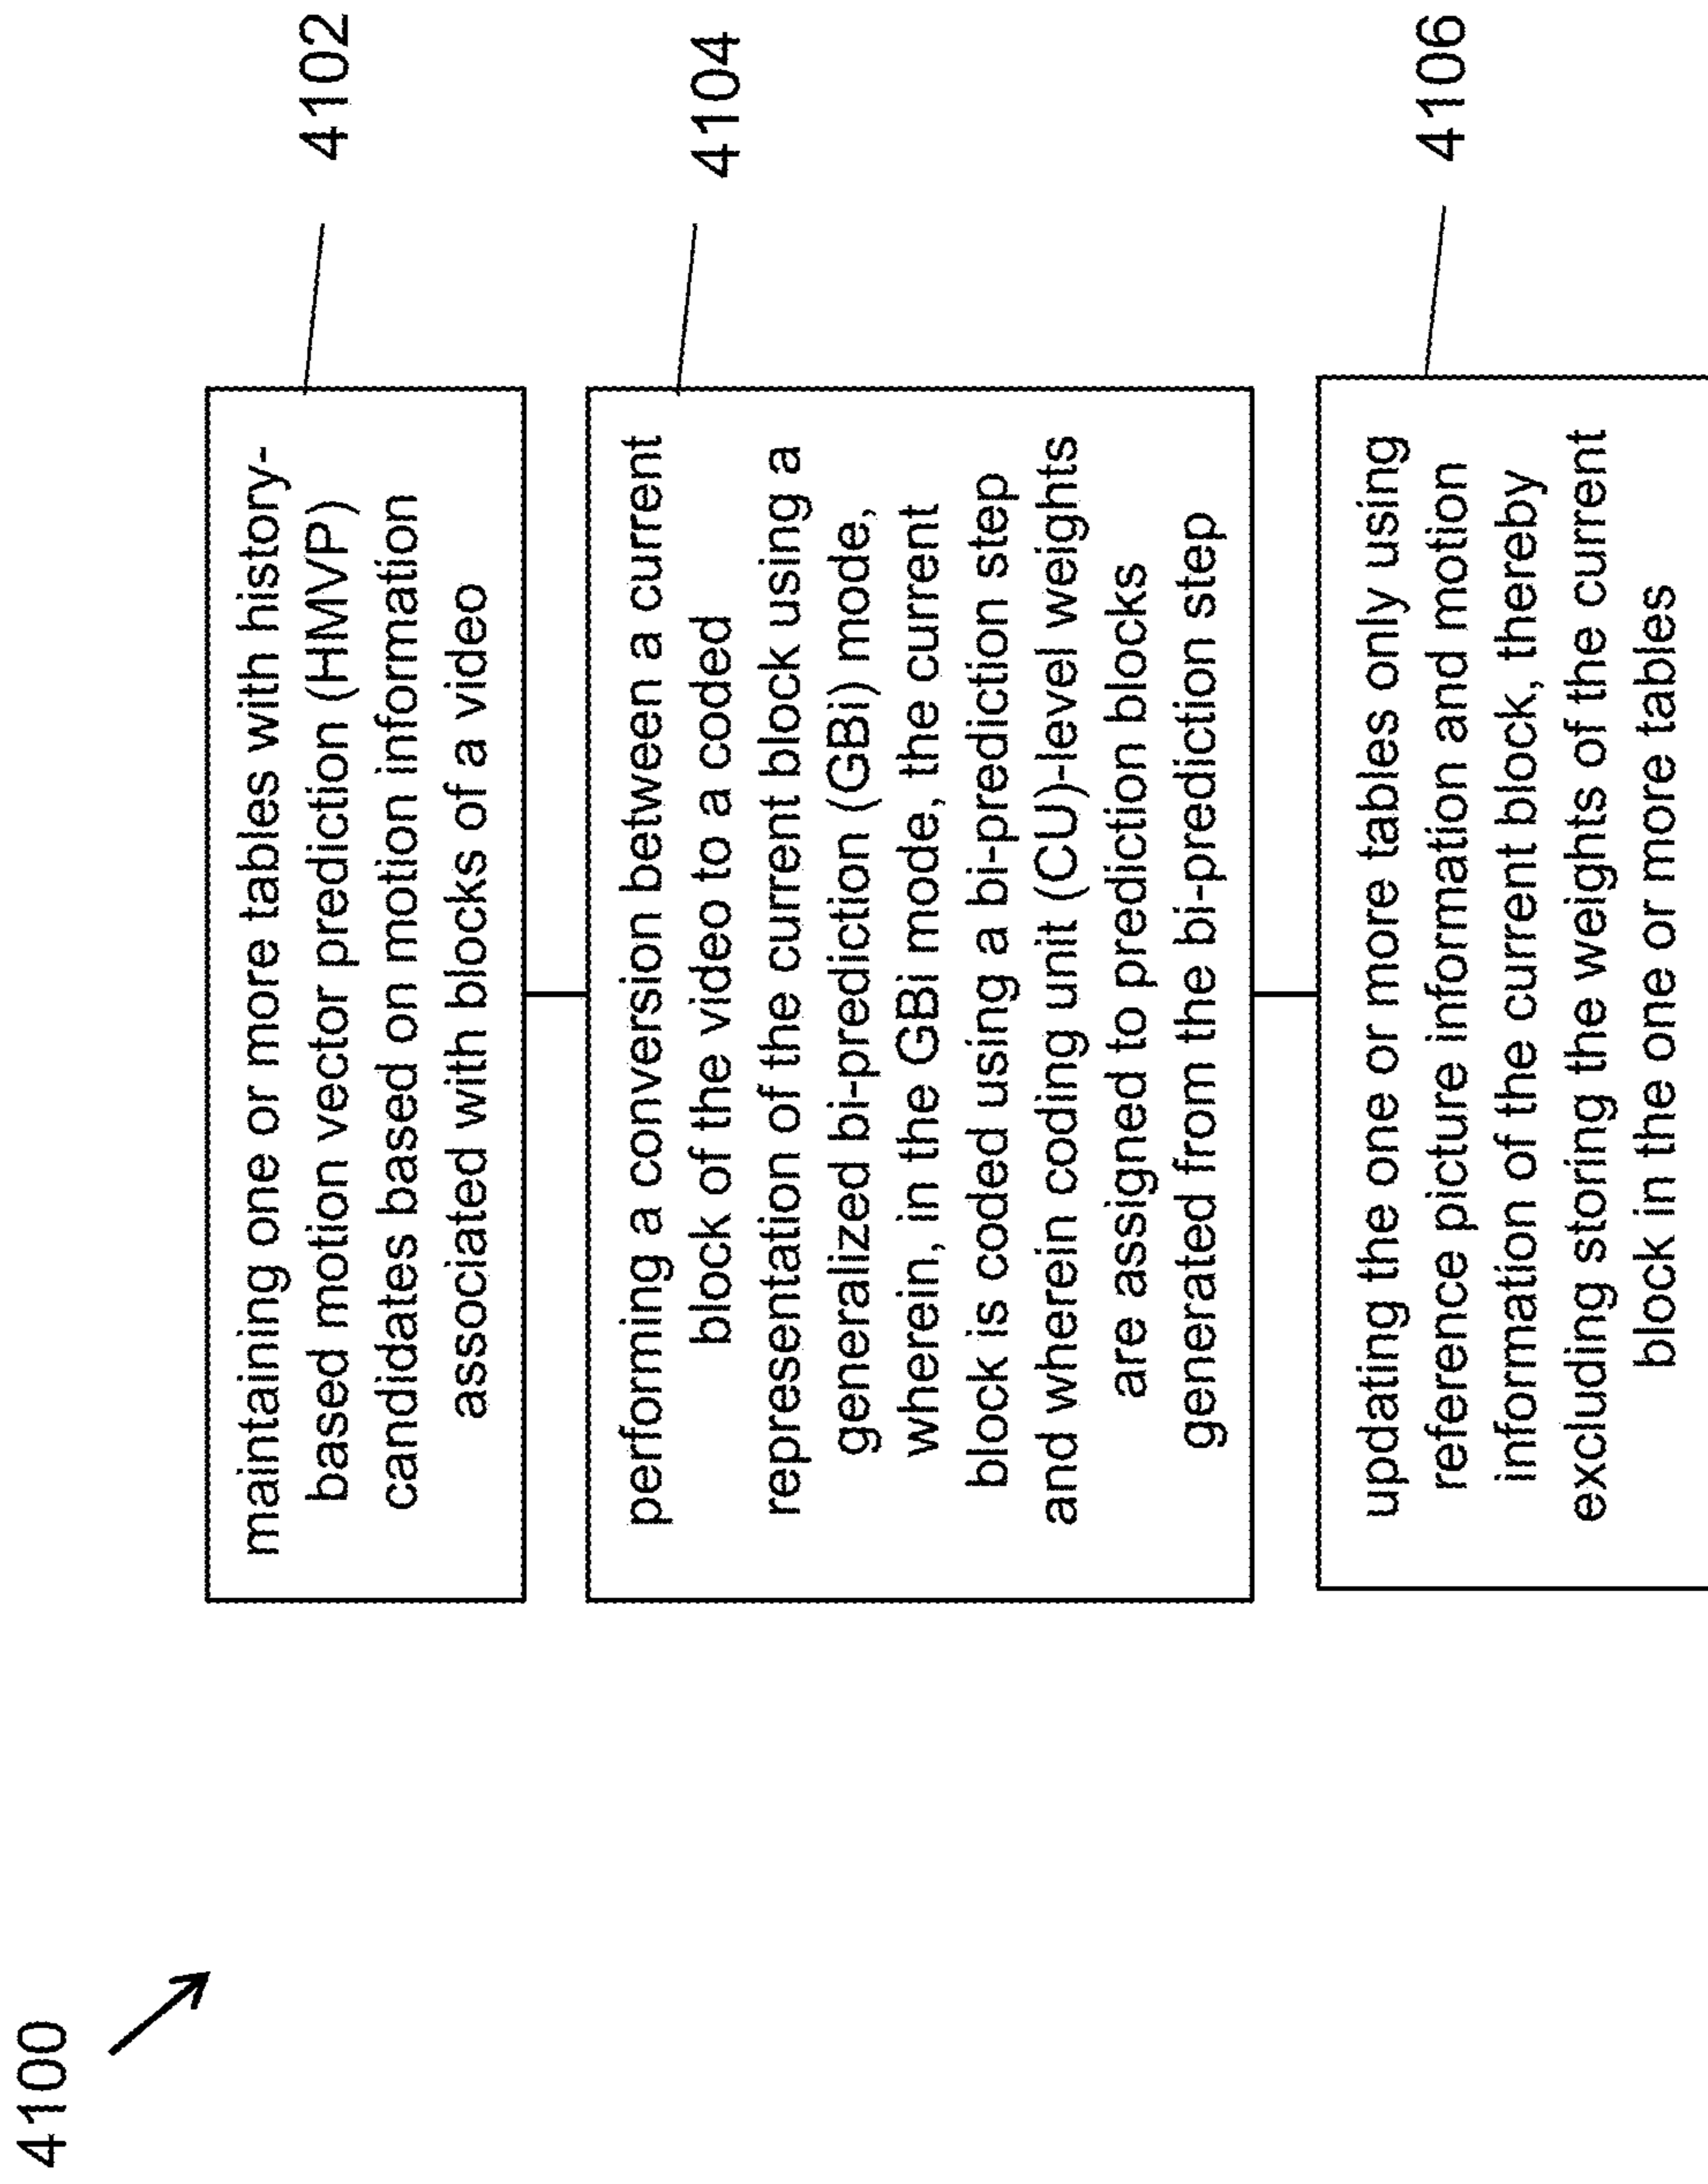 4100
maintaining one or more tables with history-
based motion vector prediction (HMVP)
candidates based on motion information
associated with blocks of a video
4102
performing a conversion between a current
block of the video to a coded
representation of the current block using a
generalized bi-prediction (GBi) mode,
wherein, in the GBi mode, the current
block is coded using a bi-prediction step
and wherein coding unit (CU)-level weights
are assigned to prediction blocks
generated from the bi-prediction step
4104
updating the one or more tables only using
reference picture information and motion
information of the current block, thereby
excluding storing the weights of the current
block in the one or more tables
4106